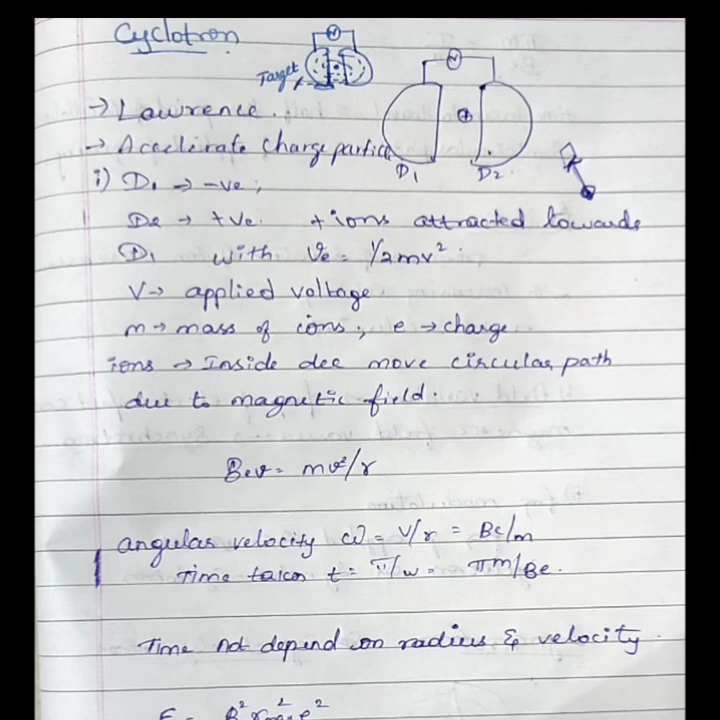 Cyclotron
Target
→ Lawrence.
→ Accelirate charge particle
D1 D2
i) D1 → -ve;
D2 → +ve. + ions attracted towards
D1 with Ve = 1/2mv²
V → applied voltage
m → mass of ions; e → charge
ions → Inside dee move circular path
due to magnetic field.
Bev = mv²/r
angular velocity ω = v/r = Be/m
Time taken t = π/ω = πm/Be.
Time not depend on radius & velocity.